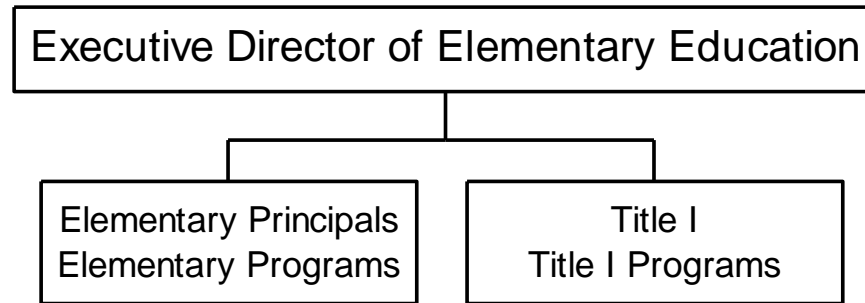 Executive Director of Elementary Education
Elementary Principals
Elementary Programs
Title I
Title I Programs